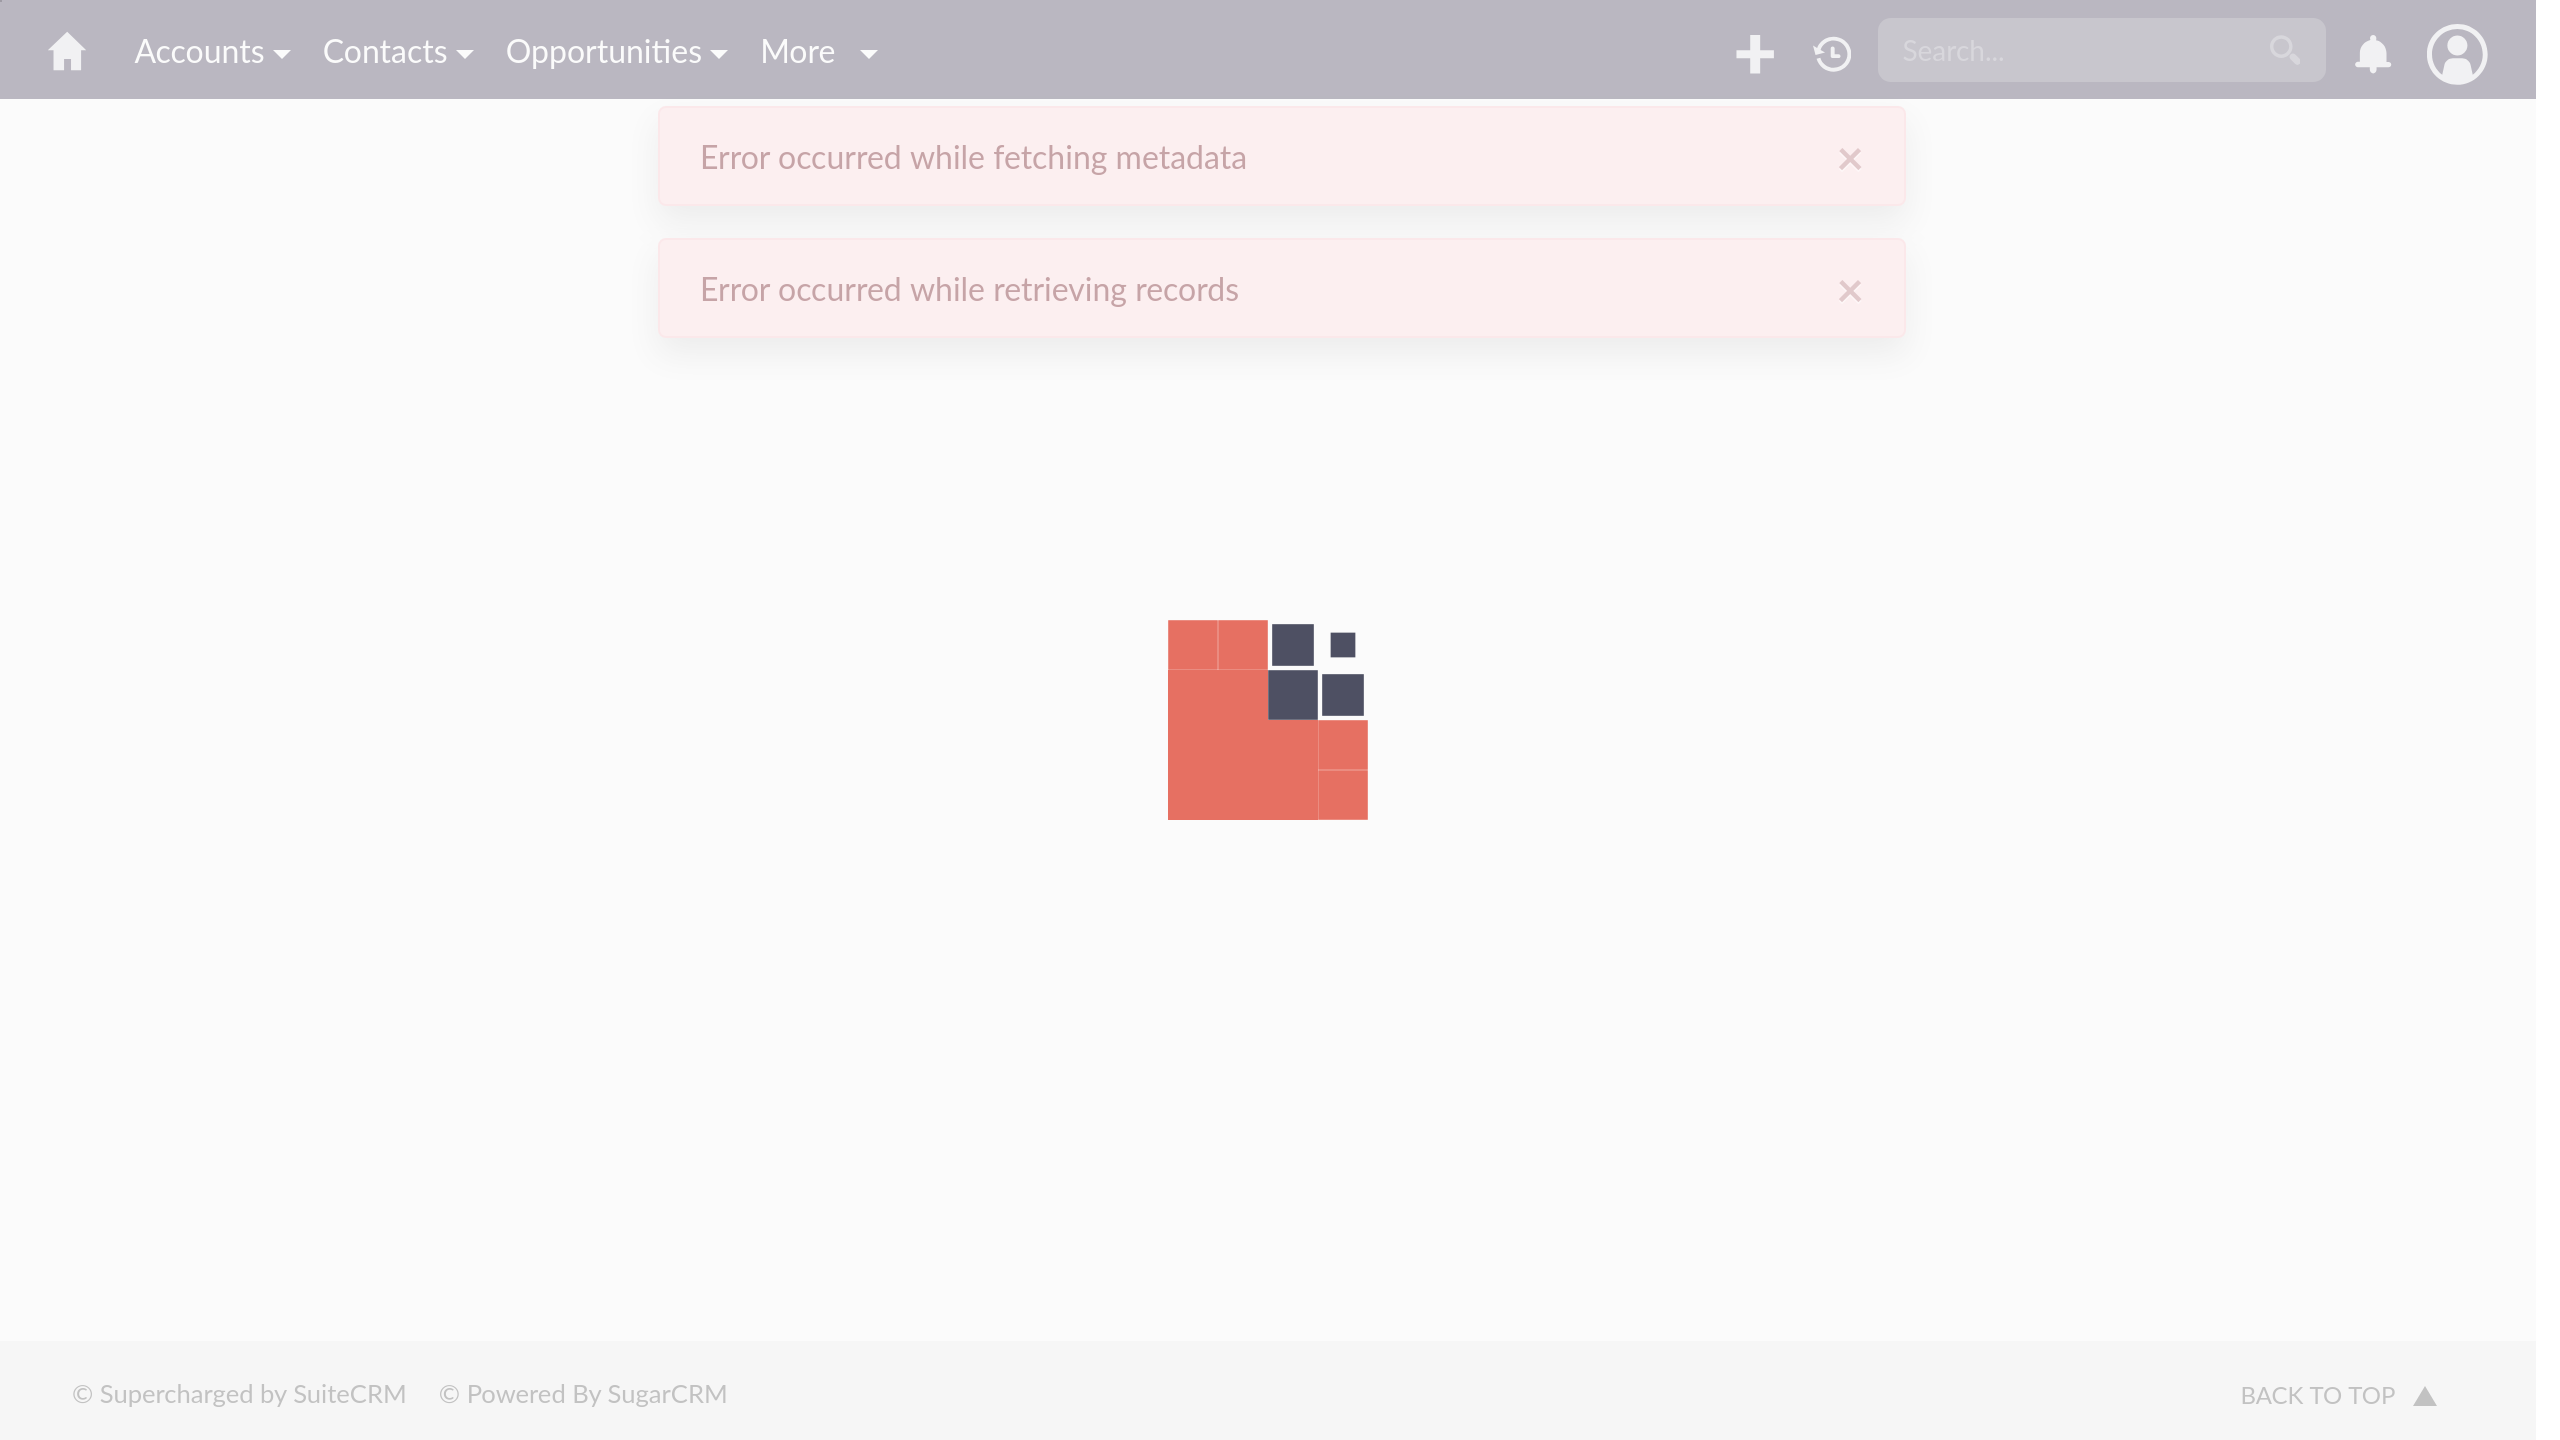 Accounts Contacts Opportunities More Search...
Error occurred while fetching metadata
Error occurred while retrieving records
© Supercharged by SuiteCRM © Powered By SugarCRM BACK TO TOP